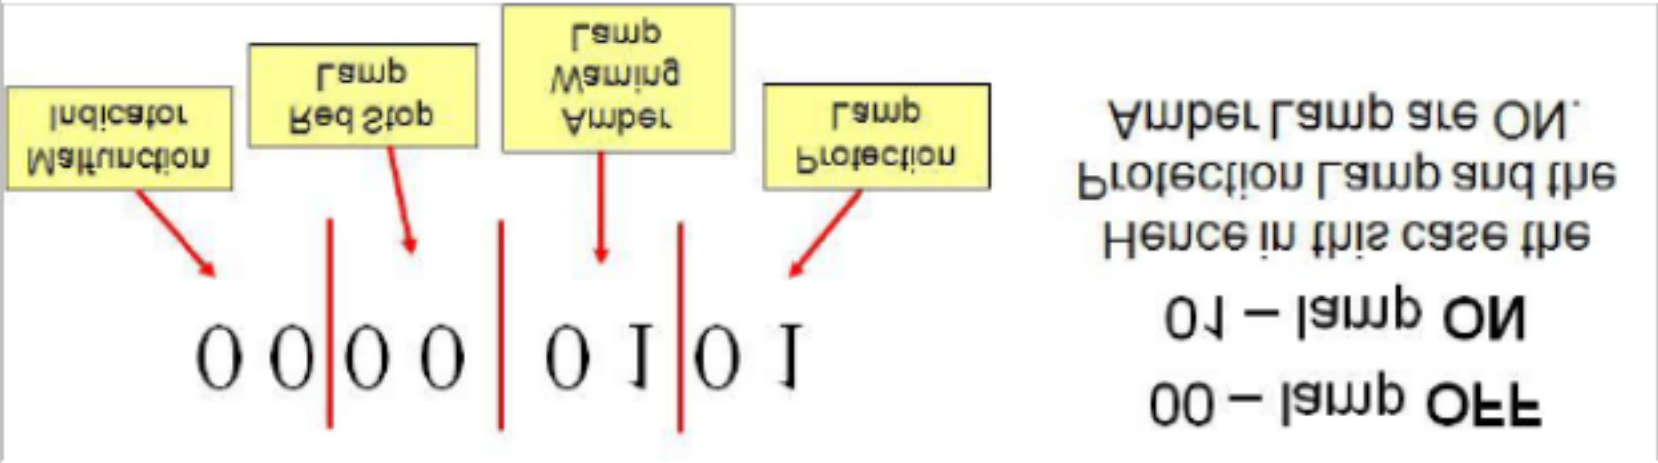 0 0 0 0 0 1 0 1
Malfunction
Indicator
Red Stop
Lamp
Amber
Warning
Lamp
Protection
Lamp
00 – lamp OFF
01 – lamp ON
Hence in this case the
Protection Lamp and the
Amber Lamp are ON.